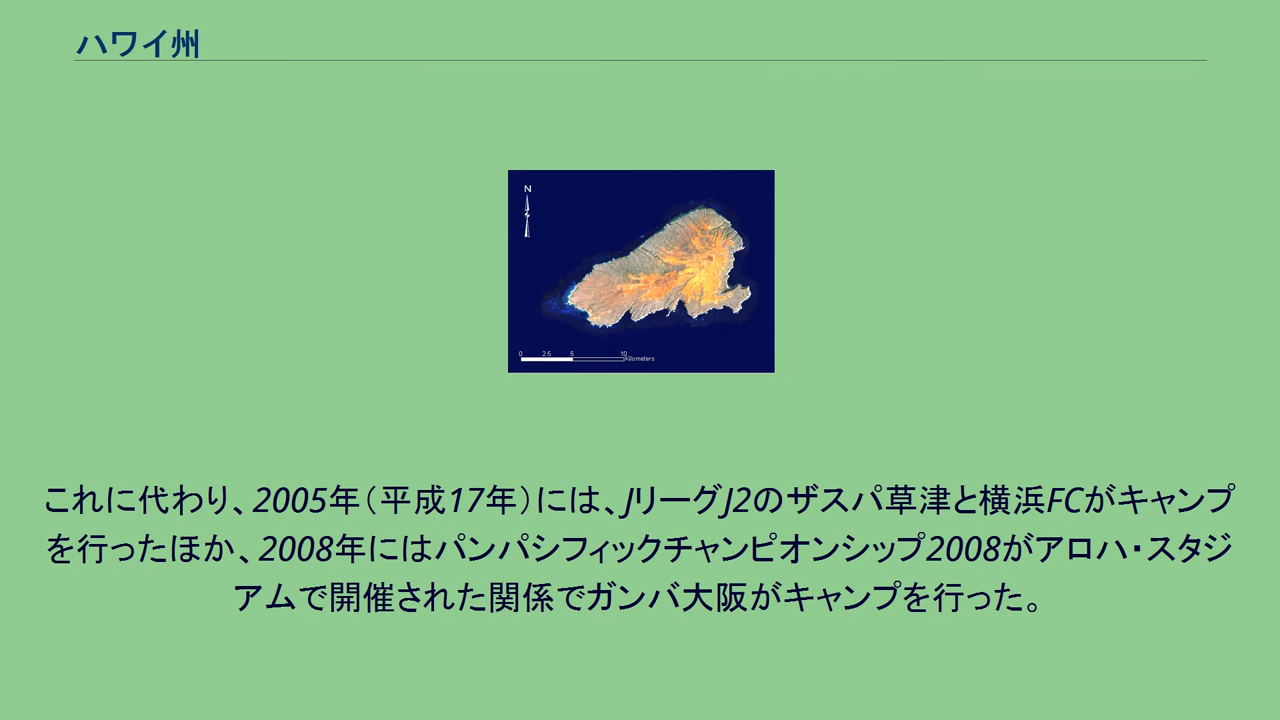 ハワイ州
N
0 2.5 5 10
Kilometers
これに代わり、2005年（平成17年）には、JリーグJ2のザスパ草津と横浜FCがキャンプ
を行ったほか、2008年にはパンパシフィックチャンピオンシップ2008がアロハ・スタジ
アムで開催された関係でガンバ大阪がキャンプを行った。